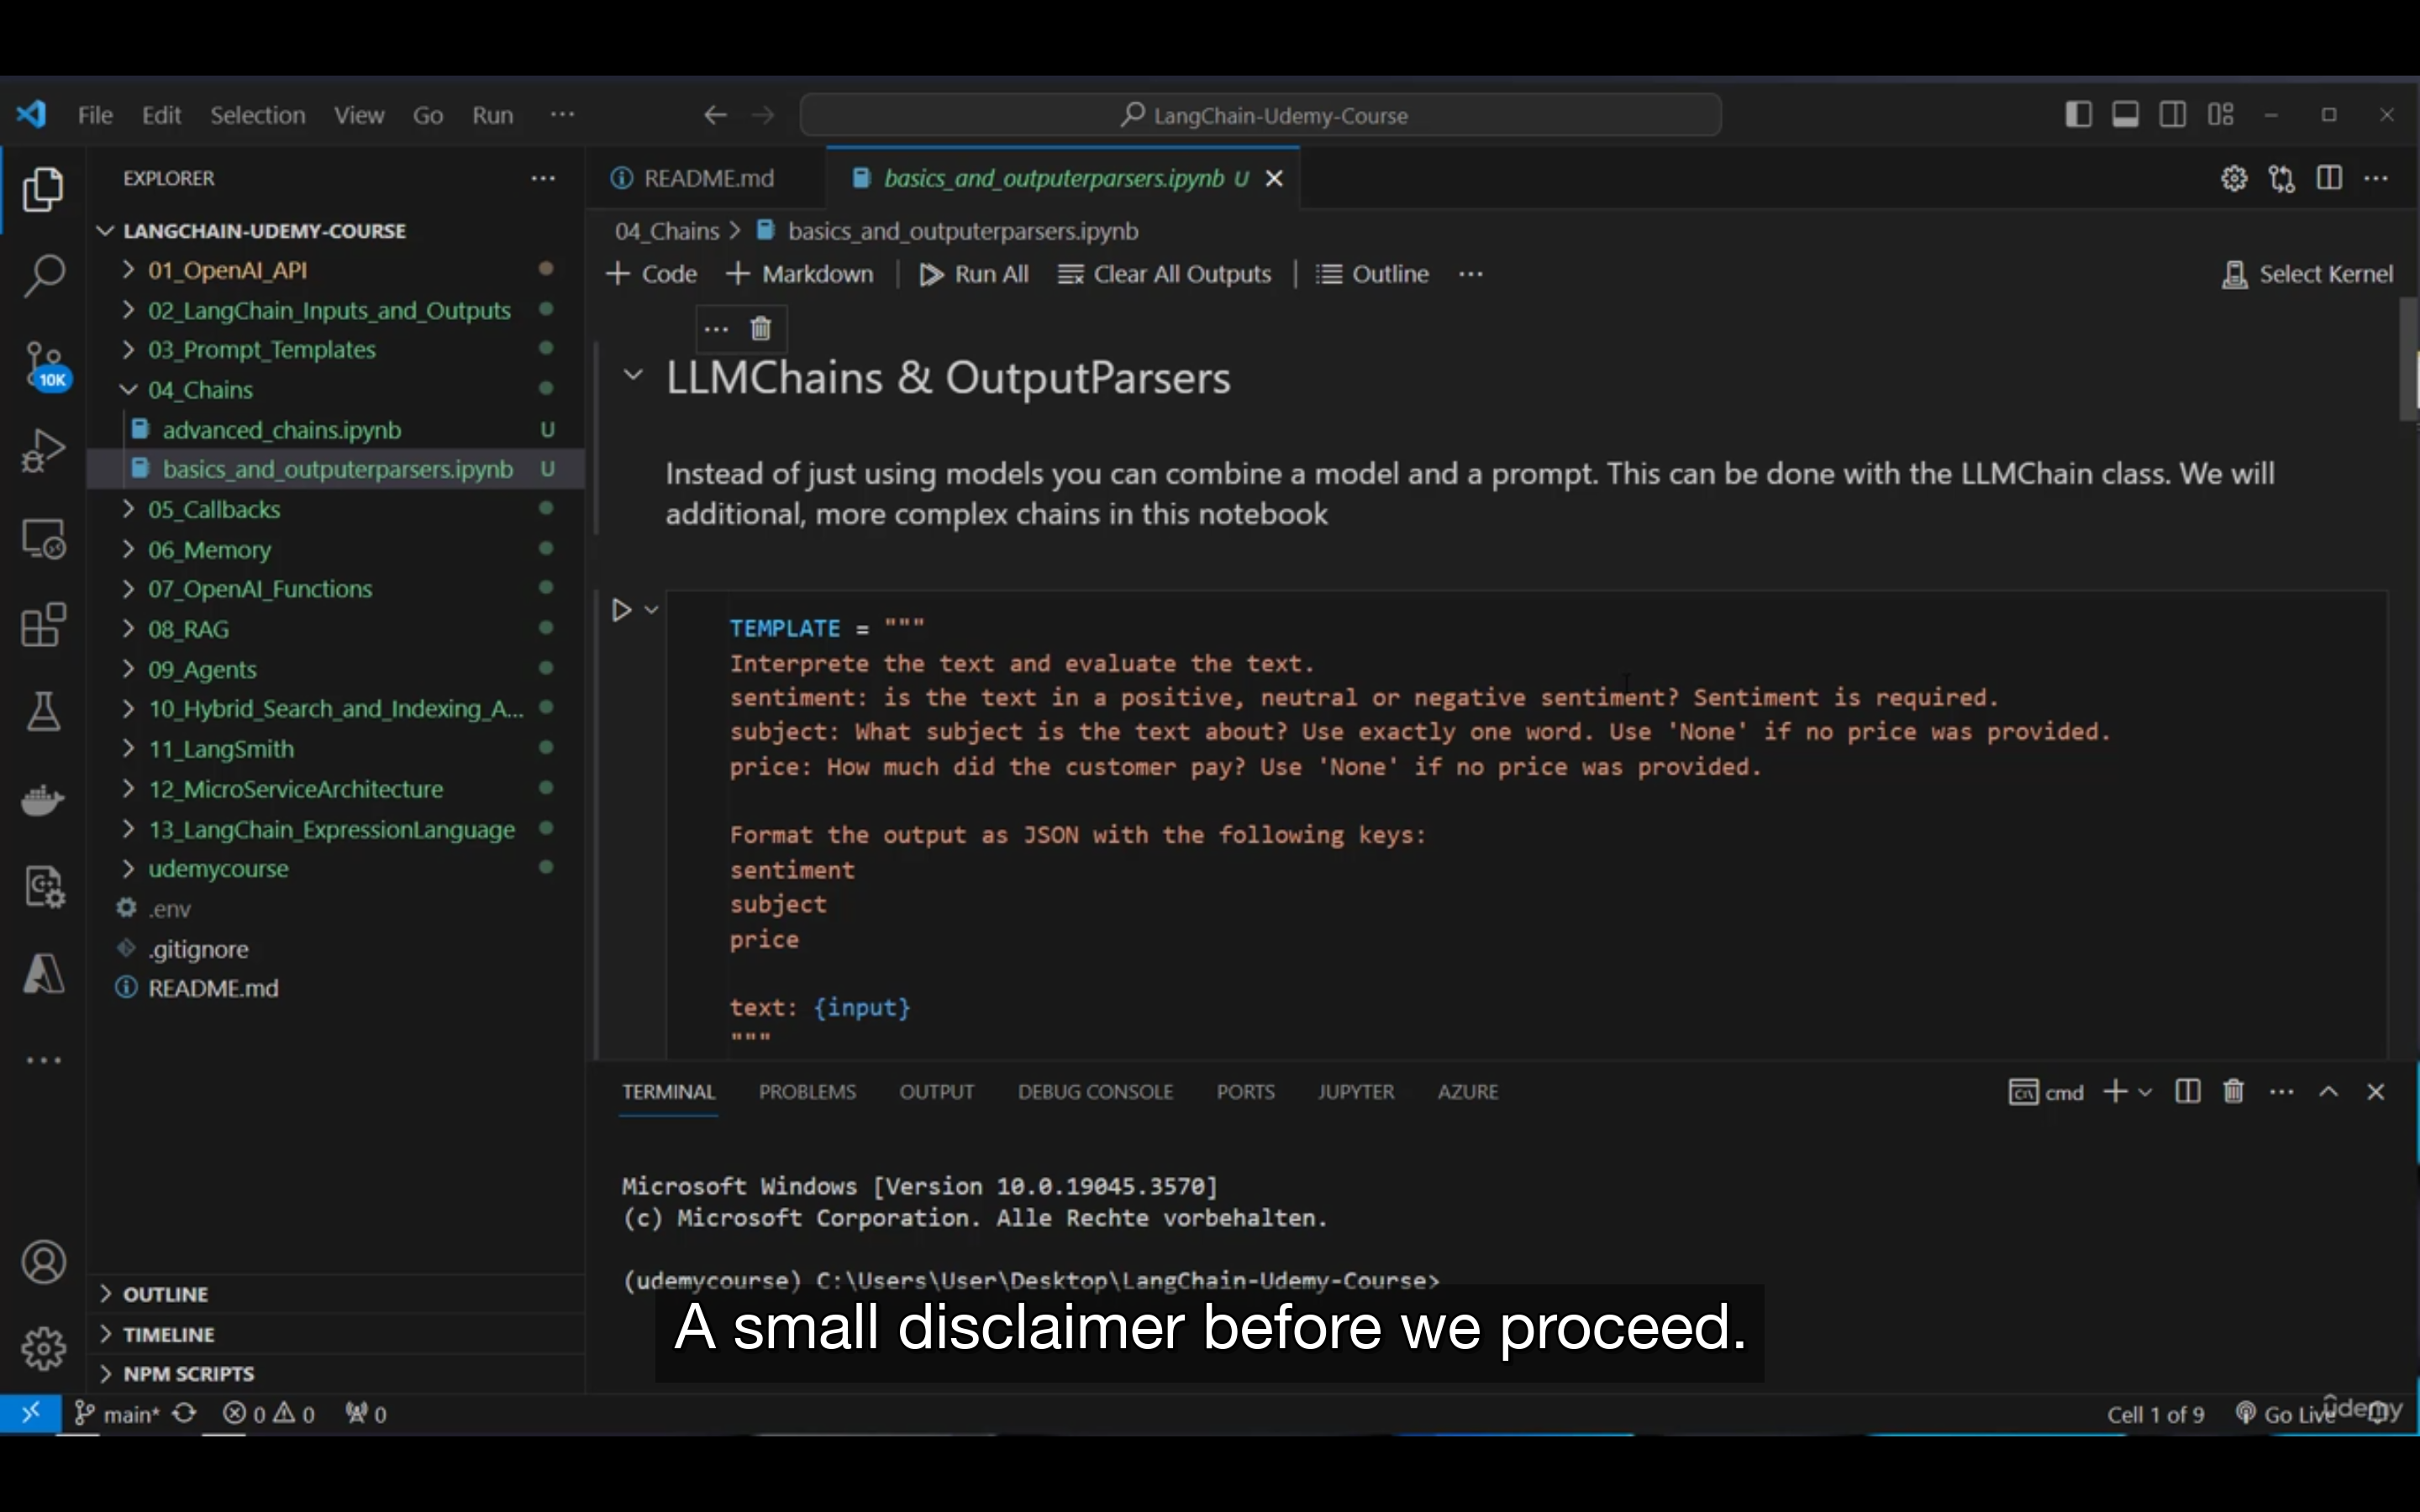 File Edit Selection View Go Run ...
LangChain-Udemy-Course
EXPLORER ...
LANGCHAIN-UDEMY-COURSE
01_OpenAI_API
02_LangChain_Inputs_and_Outputs
03_Prompt_Templates
04_Chains
advanced_chains.ipynb U
basics_and_outputerparsers.ipynb U
05_Callbacks
06_Memory
07_OpenAI_Functions
08_RAG
09_Agents
10_Hybrid_Search_and_Indexing_A...
11_LangSmith
12_MicroServiceArchitecture
13_LangChain_ExpressionLanguage
udemycourse
.env
.gitignore
README.md
OUTLINE
TIMELINE
NPM SCRIPTS
10K
README.md
basics_and_outputerparsers.ipynb U
04_Chains > basics_and_outputerparsers.ipynb
+ Code + Markdown Run All Clear All Outputs Outline ... Select Kernel
LLMChains & OutputParsers
Instead of just using models you can combine a model and a prompt. This can be done with the LLMChain class. We will
additional, more complex chains in this notebook
TEMPLATE = """
Interprete the text and evaluate the text.
sentiment: is the text in a positive, neutral or negative sentiment? Sentiment is required.
subject: What subject is the text about? Use exactly one word. Use 'None' if no price was provided.
price: How much did the customer pay? Use 'None' if no price was provided.
Format the output as JSON with the following keys:
sentiment
subject
price
text: {input}
"""
TERMINAL PROBLEMS OUTPUT DEBUG CONSOLE PORTS JUPYTER AZURE
cmd
Microsoft Windows [Version 10.0.19045.3570]
(c) Microsoft Corporation. Alle Rechte vorbehalten.
(udemycourse) C:\Users\User\Desktop\LangChain-Udemy-Course>
A small disclaimer before we proceed.
main* 0 0 0
Cell 1 of 9 Go Live
ûdemy